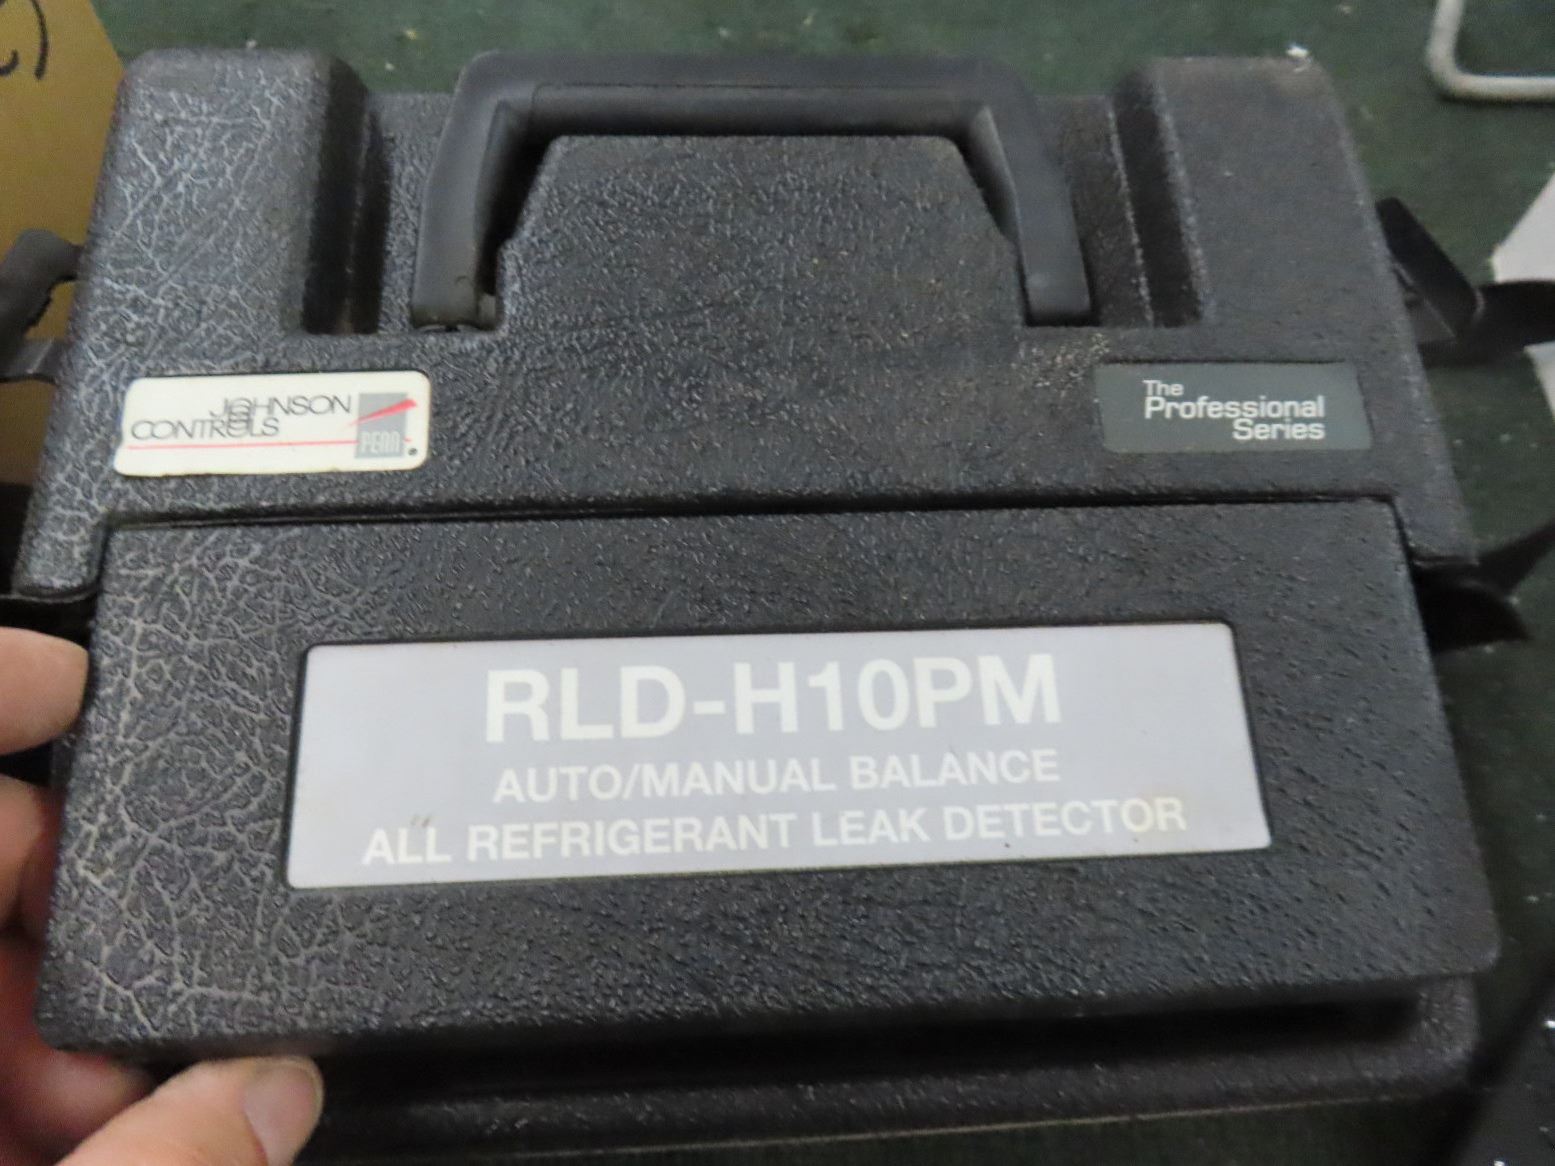 JOHNSON
CONTROLS
PENN
The
Professional
Series
RLD-H10PM
AUTO/MANUAL BALANCE
ALL REFRIGERANT LEAK DETECTOR